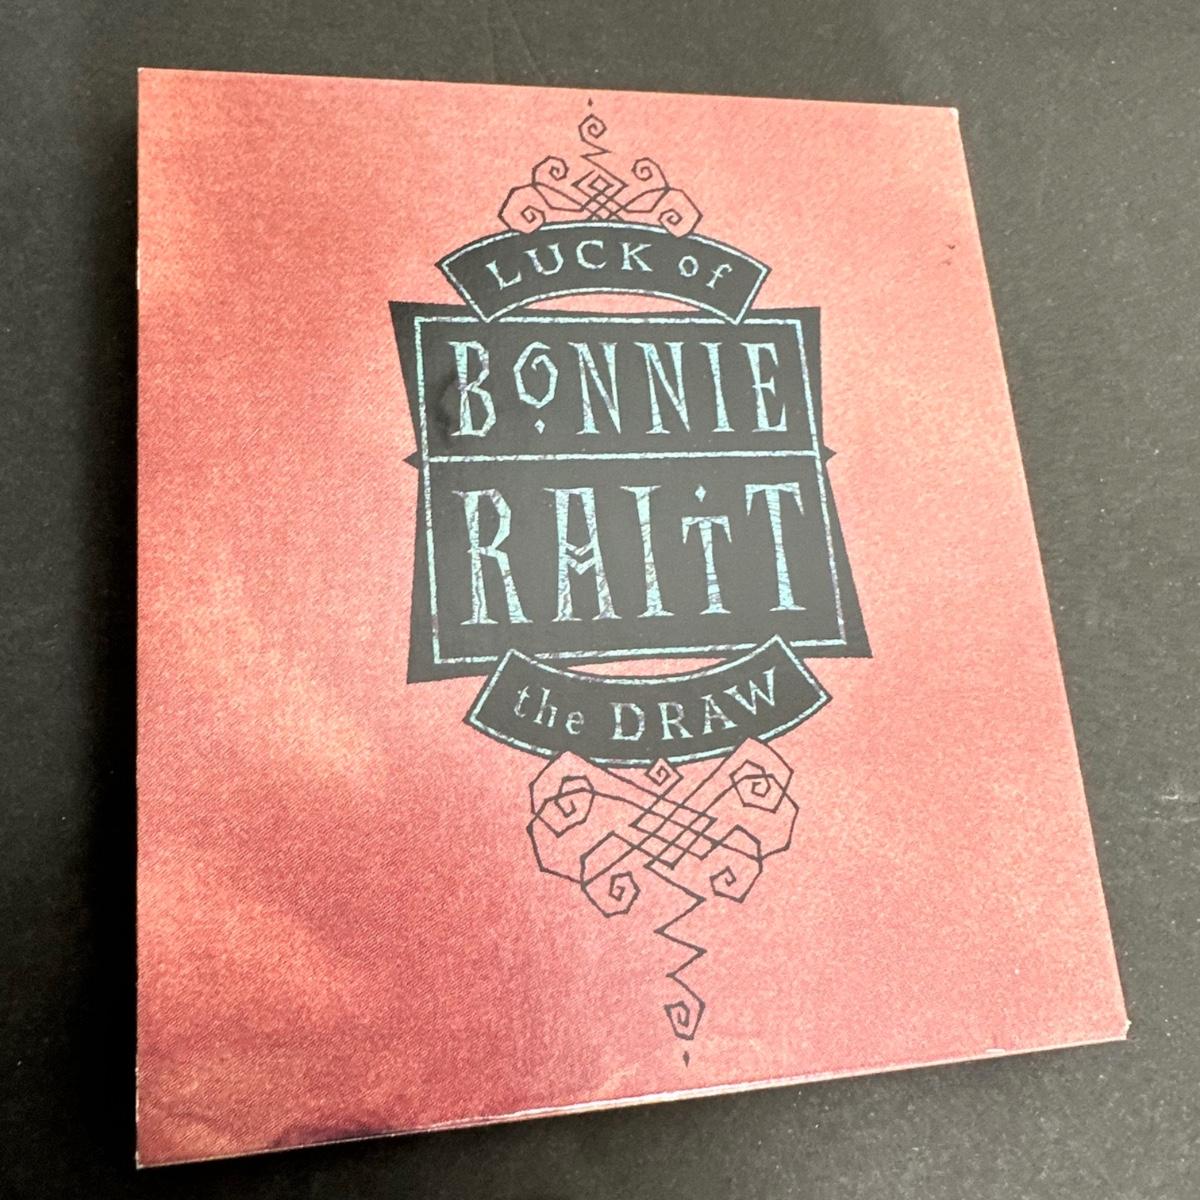 LUCK of
BONNIE
RAITT
the DRAW